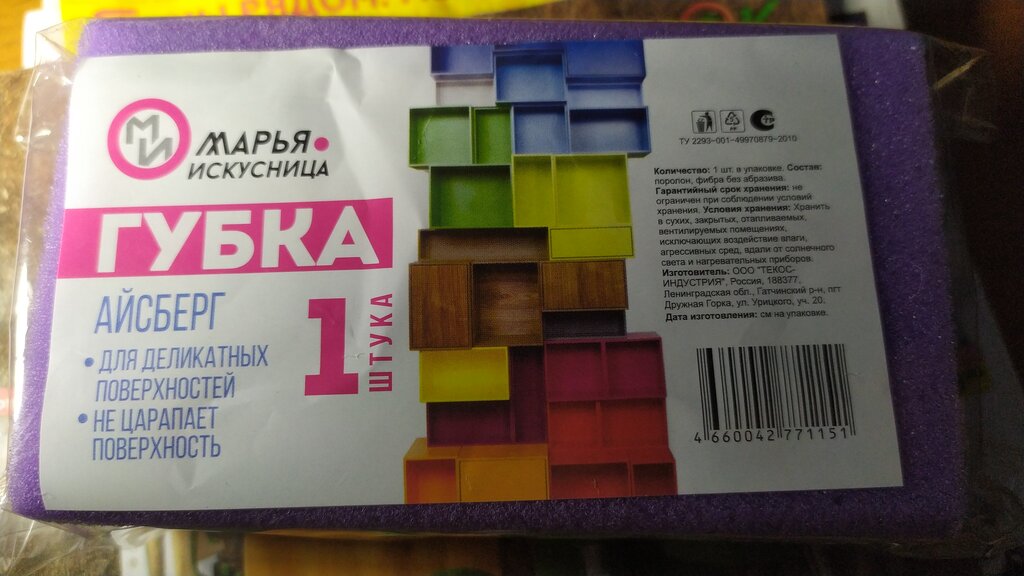 МИ
МАРЬЯ
ИСКУСНИЦА
ГУБКА
АЙСБЕРГ
• ДЛЯ ДЕЛИКАТНЫХ
ПОВЕРХНОСТЕЙ
• НЕ ЦАРАПАЕТ
ПОВЕРХНОСТЬ
1
ШТУКА
PP
ТУ 2293-001-49970879-2010
Количество: 1 шт. в упаковке. Состав:
поролон, фибра без абразива.
Гарантийный срок хранения: не
ограничен при соблюдении условий
хранения. Условия хранения: Хранить
в сухих, закрытых, отапливаемых,
вентилируемых помещениях,
исключающих воздействие влаги,
агрессивных сред, вдали от солнечного
света и нагревательных приборов.
Изготовитель: ООО "ТЕКОС-
ИНДУСТРИЯ", Россия, 188377,
Ленинградская обл., Гатчинский р-н, пгт
Дружная Горка, ул. Урицкого, уч. 20.
Дата изготовления: см на упаковке.
4 660042 771151